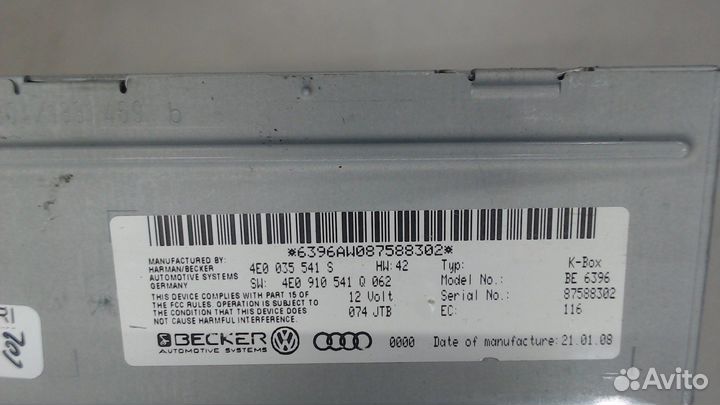 *6396AW087588302*
MANUFACTURED BY:
HARMAN/BECKER
AUTOMOTIVE SYSTEMS
GERMANY
4E0 035 541 S HW: 42 Typ: K-Box
SW: 4E0 910 541 Q 062 Model No.: BE 6396
THIS DEVICE COMPLIES WITH PART 15 OF
THE FCC RULES. OPERATION IS SUBJECT TO
THE CONDITION THAT THIS DEVICE DOES
NOT CAUSE HARMFUL INTERFERENCE.
12 Volt Serial No.: 87588302
074 JTB EC: 116
BECKER
AUTOMOTIVE SYSTEMS
0000 Date of manufacture: 21.01.08
Avito